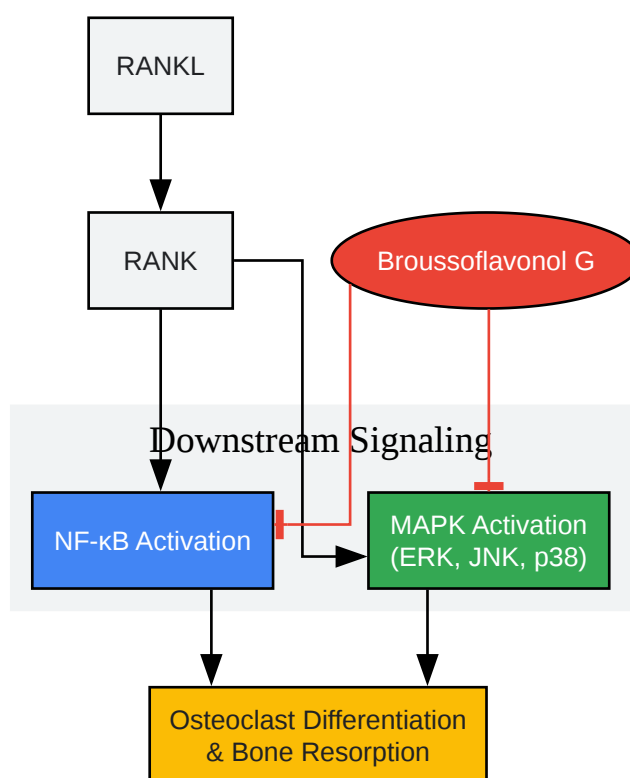 RANKL
RANK
Broussoflavonol G
Downstream Signaling
NF-κB Activation
MAPK Activation
(ERK, JNK, p38)
Osteoclast Differentiation
& Bone Resorption